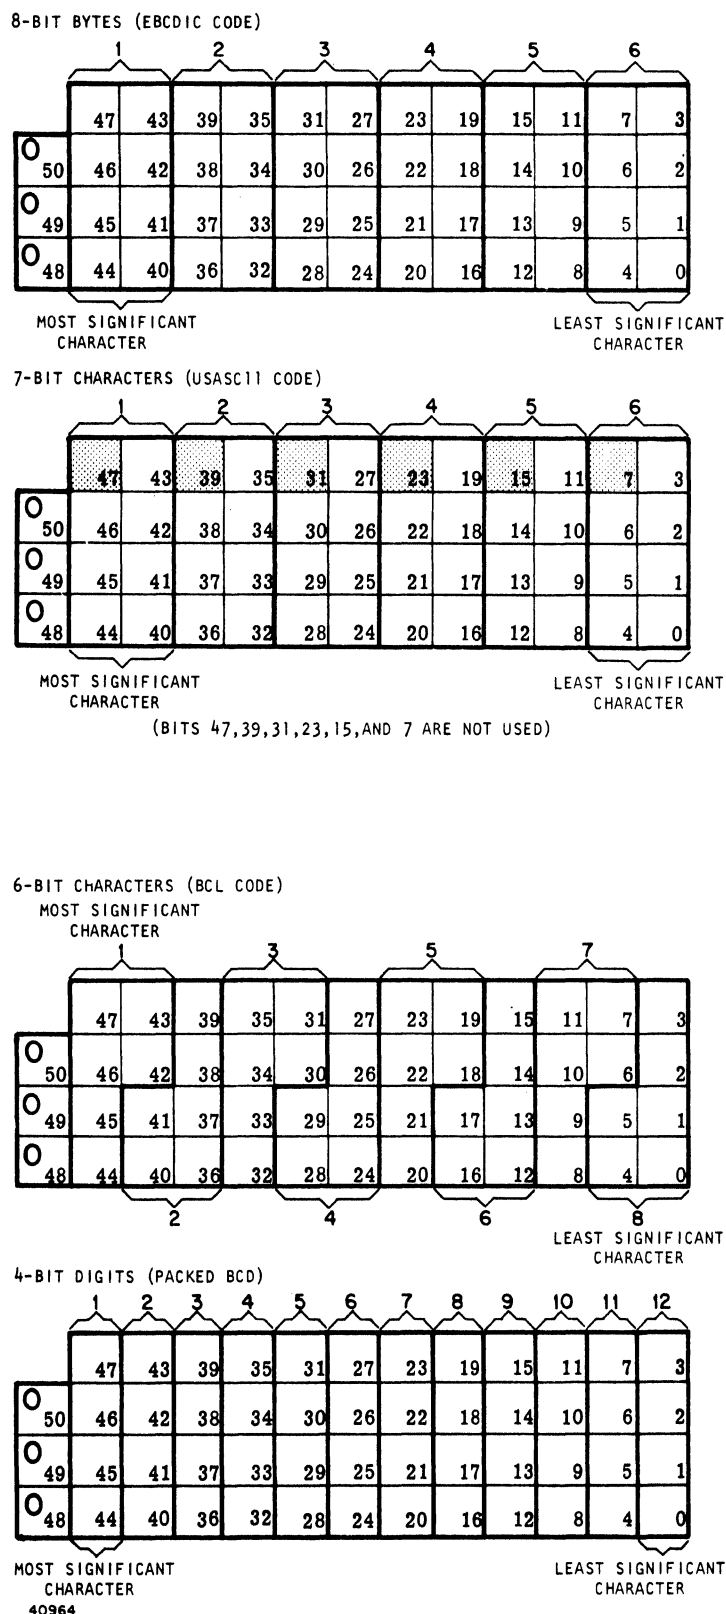 8-BIT BYTES (EBCDIC CODE)
1 2 3 4 5 6
47 43 39 35 31 27 23 19 15 11 7 3
O 50 46 42 38 34 30 26 22 18 14 10 6 2
O 49 45 41 37 33 29 25 21 17 13 9 5 1
O 48 44 40 36 32 28 24 20 16 12 8 4 0
MOST SIGNIFICANT LEAST SIGNIFICANT
CHARACTER CHARACTER
7-BIT CHARACTERS (USASC11 CODE)
1 2 3 4 5 6
47 43 39 35 31 27 23 19 15 11 7 3
O 50 46 42 38 34 30 26 22 18 14 10 6 2
O 49 45 41 37 33 29 25 21 17 13 9 5 1
O 48 44 40 36 32 28 24 20 16 12 8 4 0
MOST SIGNIFICANT LEAST SIGNIFICANT
CHARACTER CHARACTER
(BITS 47,39,31,23,15,AND 7 ARE NOT USED)
6-BIT CHARACTERS (BCL CODE)
MOST SIGNIFICANT
CHARACTER
1 3 5 7
47 43 39 35 31 27 23 19 15 11 7 3
O 50 46 42 38 34 30 26 22 18 14 10 6 2
O 49 45 41 37 33 29 25 21 17 13 9 5 1
O 48 44 40 36 32 28 24 20 16 12 8 4 0
2 4 6 8
LEAST SIGNIFICANT
CHARACTER
4-BIT DIGITS (PACKED BCD)
1 2 3 4 5 6 7 8 9 10 11 12
47 43 39 35 31 27 23 19 15 11 7 3
O 50 46 42 38 34 30 26 22 18 14 10 6 2
O 49 45 41 37 33 29 25 21 17 13 9 5 1
O 48 44 40 36 32 28 24 20 16 12 8 4 0
MOST SIGNIFICANT LEAST SIGNIFICANT
CHARACTER CHARACTER
40964